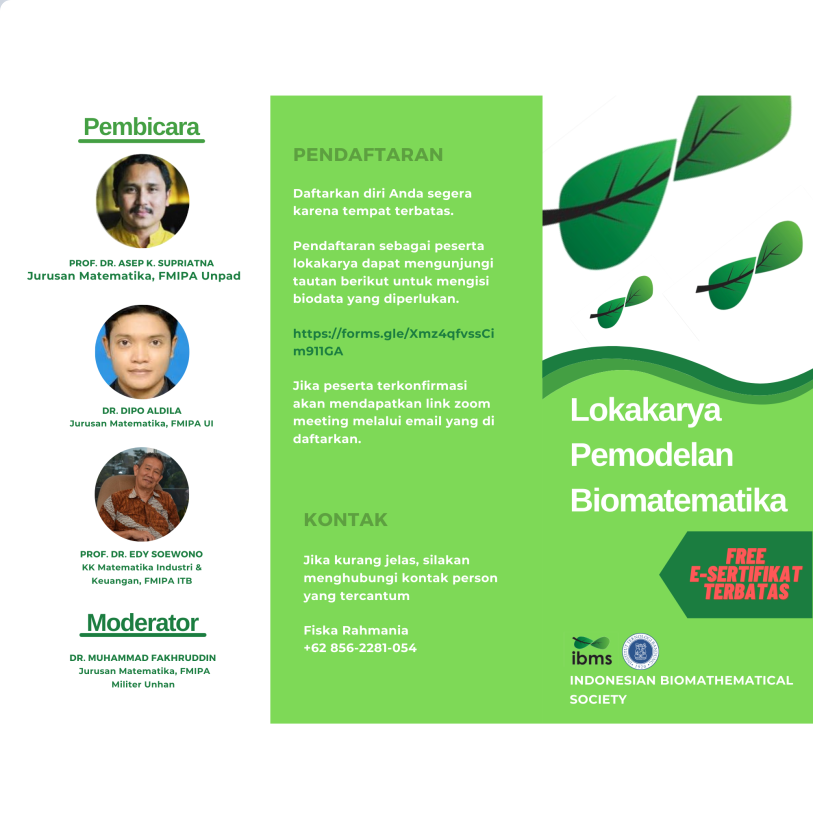 Pembicara
PROF. DR. ASEP K. SUPRIATNA
Jurusan Matematika, FMIPA Unpad
DR. DIPO ALDILA
Jurusan Matematika, FMIPA UI
PROF. DR. EDY SOEWONO
KK Matematika Industri &
Keuangan, FMIPA ITB
Moderator
DR. MUHAMMAD FAKHRUDDIN
Jurusan Matematika, FMIPA
Militer Unhan
PENDAFTARAN
Daftarkan diri Anda segera
karena tempat terbatas.
Pendaftaran sebagai peserta
lokakarya dapat mengunjungi
tautan berikut untuk mengisi
biodata yang diperlukan.
https://forms.gle/Xmz4qfvssCi
m911GA
Jika peserta terkonfirmasi
akan mendapatkan link zoom
meeting melalui email yang di
daftarkan.
KONTAK
Jika kurang jelas, silakan
menghubungi kontak person
yang tercantum
Fiska Rahmania
+62 856-2281-054
Lokakarya
Pemodelan
Biomatematika
FREE
E-SERTIFIKAT
TERBATAS
ibms
INDONESIAN BIOMATHEMATICAL
SOCIETY